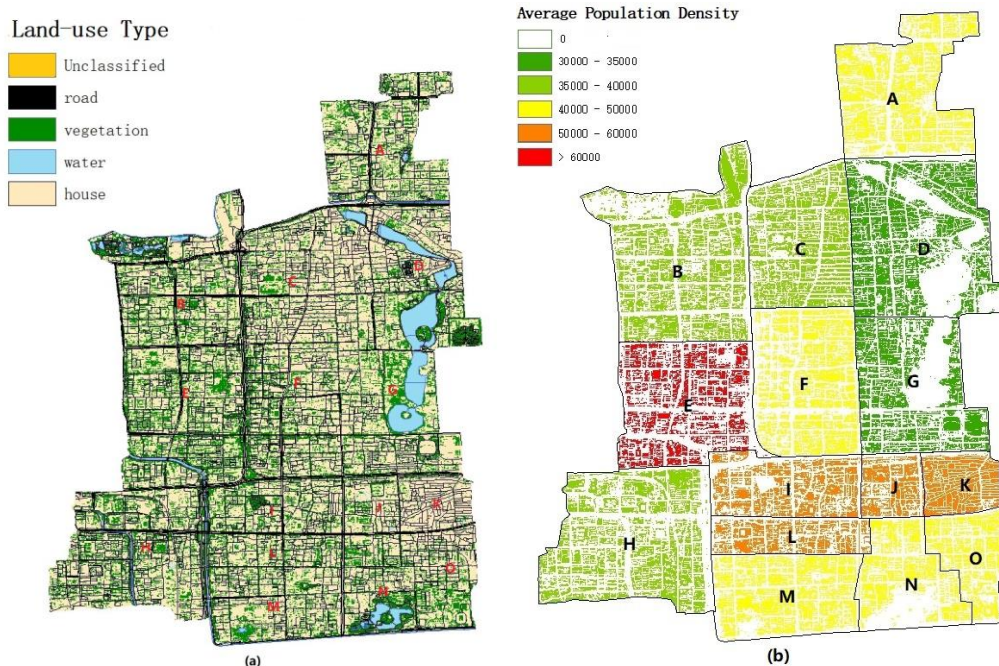 Land-use Type
Unclassified
road
vegetation
water
house
A
B
C
D
E
F
G
H
I
J
K
L
M
N
O
(a)
Average Population Density
0
30000 - 35000
35000 - 40000
40000 - 50000
50000 - 60000
> 60000
A
B
C
D
E
F
G
H
I
J
K
L
M
N
O
(b)